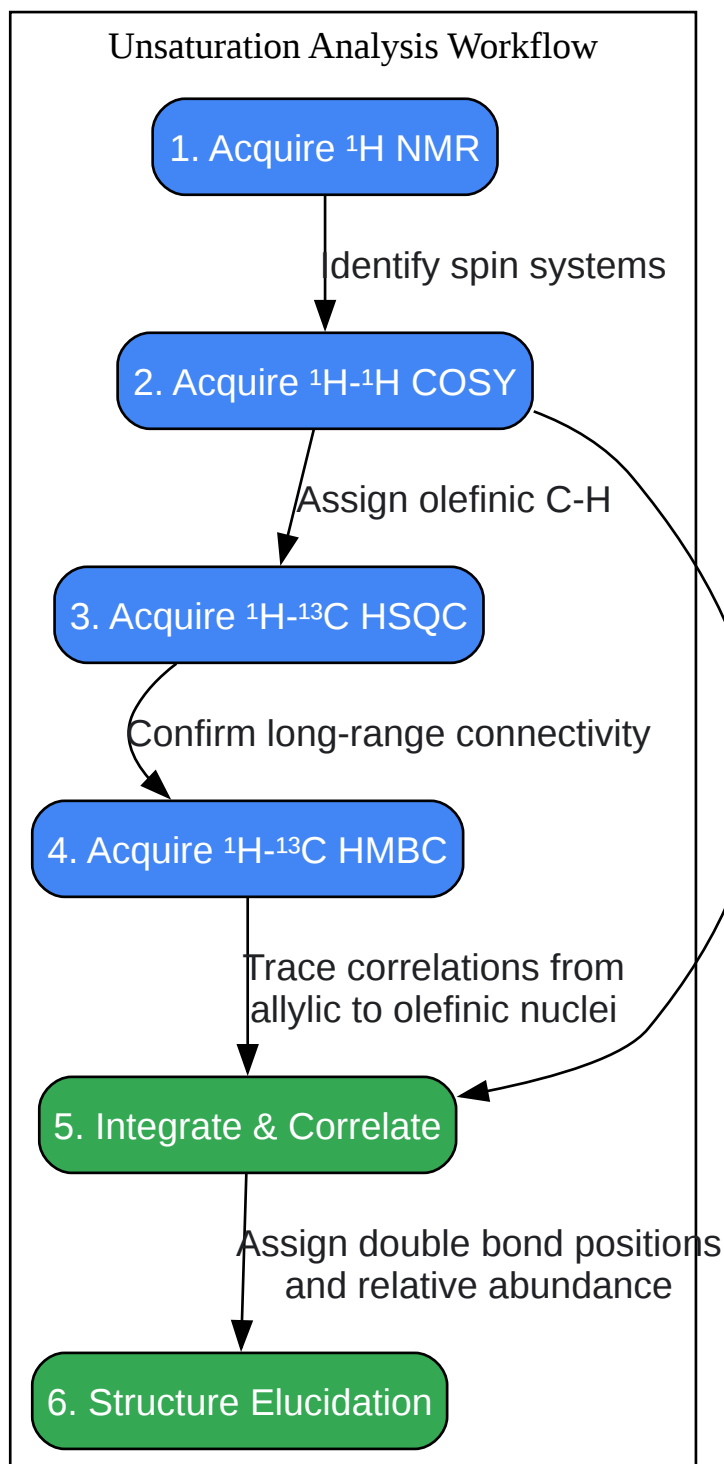 Unsaturation Analysis Workflow
1. Acquire ¹H NMR
Identify spin systems
2. Acquire ¹H-¹H COSY
Assign olefinic C-H
3. Acquire ¹H-¹³C HSQC
Confirm long-range connectivity
4. Acquire ¹H-¹³C HMBC
Trace correlations from
allylic to olefinic nuclei
5. Integrate & Correlate
Assign double bond positions
and relative abundance
6. Structure Elucidation